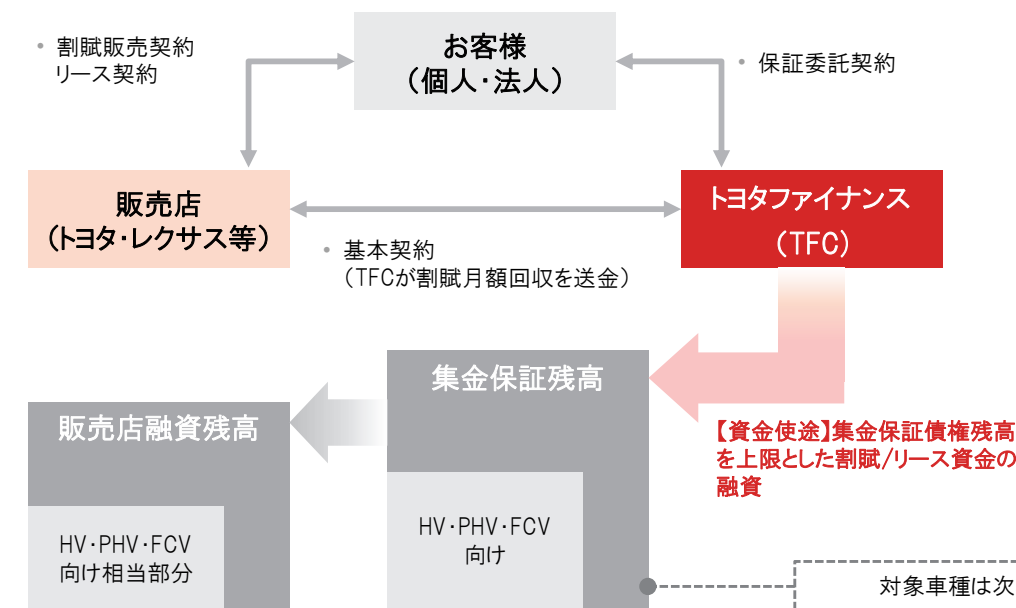 ・ 割賦販売契約
リース契約
お客様
（個人・法人）
・ 保証委託契約
販売店
（トヨタ・レクサス等）
トヨタファイナンス
（TFC）
・ 基本契約
（TFCが割賦月額回収を送金）
集金保証残高
販売店融資残高
【資金使途】集金保証債権残高
を上限とした割賦/リース資金の
融資
HV・PHV・FCV
向け
HV・PHV・FCV
向け相当部分
対象車種は次